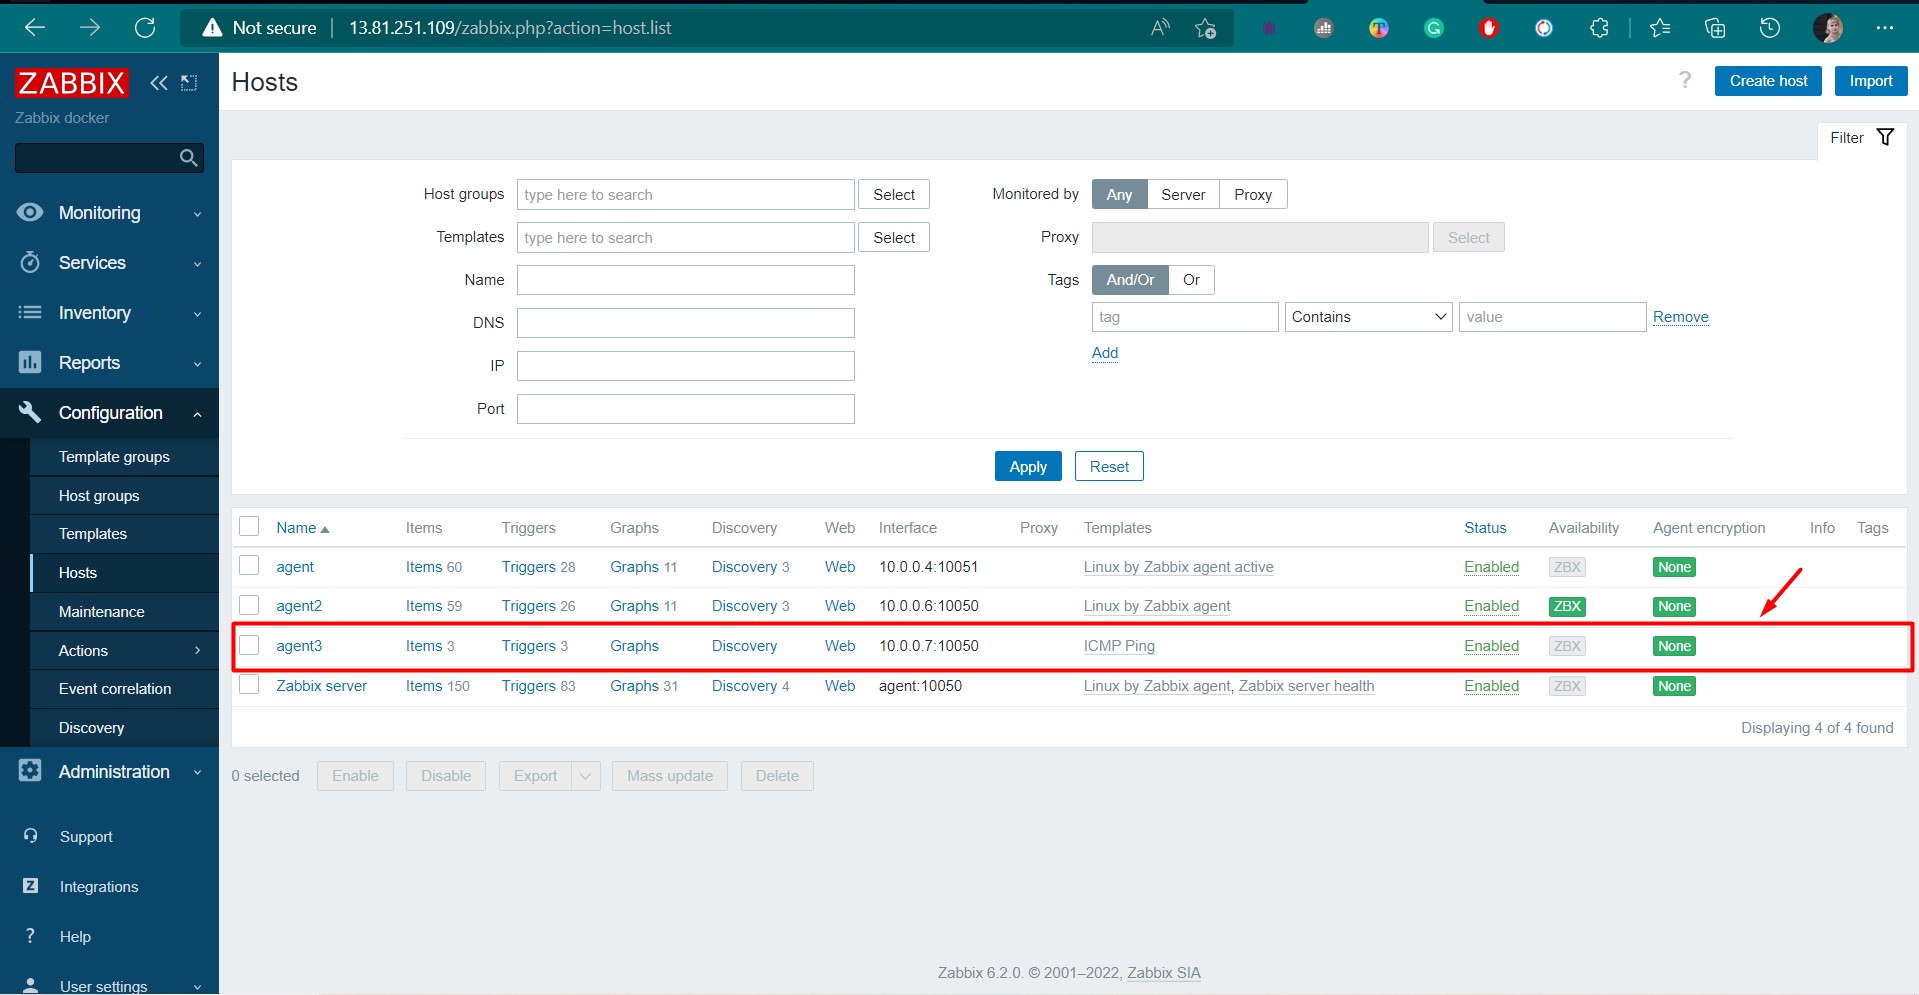 Not secure 13.81.251.109/zabbix.php?action=host.list
ZABBIX
Zabbix docker
Monitoring
Services
Inventory
Reports
Configuration
Template groups
Host groups
Templates
Hosts
Maintenance
Actions
Event correlation
Discovery
Administration
Support
Integrations
Help
User settings
Hosts
? Create host Import
Filter
Host groups type here to search Select
Templates type here to search Select
Name
DNS
IP
Port
Monitored by Any Server Proxy
Proxy Select
Tags And/Or Or
tag Contains value Remove
Add
Apply Reset
Name Items Triggers Graphs Discovery Web Interface Proxy Templates Status Availability Agent encryption Info Tags
agent Items 60 Triggers 28 Graphs 11 Discovery 3 Web 10.0.0.4:10051 Linux by Zabbix agent active Enabled ZBX None
agent2 Items 59 Triggers 26 Graphs 11 Discovery 3 Web 10.0.0.6:10050 Linux by Zabbix agent Enabled ZBX None
agent3 Items 3 Triggers 3 Graphs Discovery Web 10.0.0.7:10050 ICMP Ping Enabled ZBX None
Zabbix server Items 150 Triggers 83 Graphs 31 Discovery 4 Web agent:10050 Linux by Zabbix agent, Zabbix server health Enabled ZBX None
Displaying 4 of 4 found
0 selected Enable Disable Export Mass update Delete
Zabbix 6.2.0. © 2001–2022, Zabbix SIA